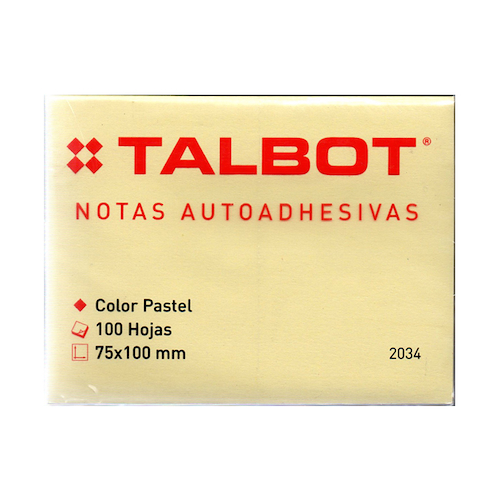 TALBOT®
NOTAS AUTOADHESIVAS
Color Pastel
100 Hojas
75x100 mm
2034